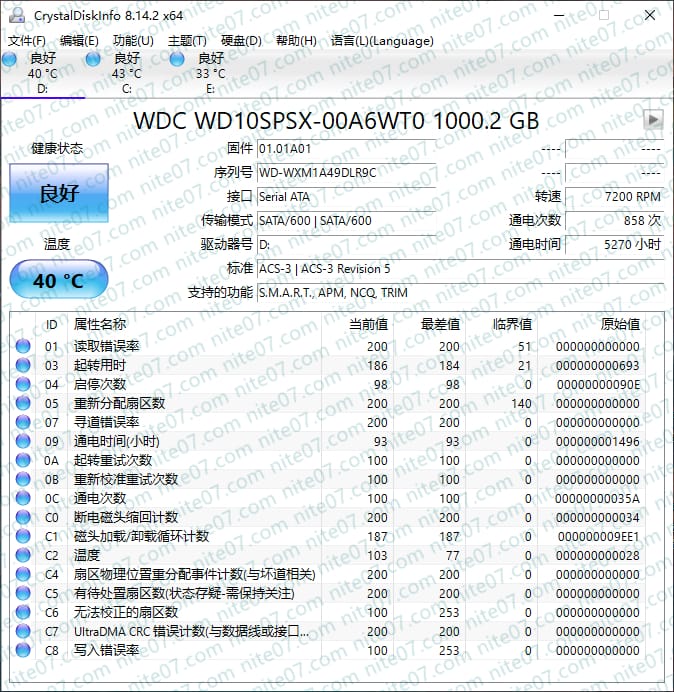 CrystalDiskInfo 8.14.2 x64
文件(F) 编辑(E) 功能(U) 主题(T) 硬盘(D) 帮助(H) 语言(L)(Language)
良好 良好 良好
40 °C 43 °C 33 °C
D: C: E:
WDC WD10SPSX-00A6WT0 1000.2 GB
健康状态 固件 01.01A01 ---- ----
序列号 WD-WXM1A49DLR9C ---- ----
良好 接口 Serial ATA 转速 7200 RPM
传输模式 SATA/600 | SATA/600 通电次数 858 次
温度 驱动器号 D: 通电时间 5270 小时
40 °C 标准 ACS-3 | ACS-3 Revision 5
支持的功能 S.M.A.R.T., APM, NCQ, TRIM
ID 属性名称 当前值 最差值 临界值 原始值
01 读取错误率 200 200 51 000000000000
03 起转用时 186 184 21 000000000693
04 启停次数 98 98 0 00000000090E
05 重新分配扇区数 200 200 140 000000000000
07 寻道错误率 200 200 0 000000000000
09 通电时间(小时) 93 93 0 000000001496
0A 起转重试次数 100 100 0 000000000000
0B 重新校准重试次数 100 100 0 000000000000
0C 通电次数 100 100 0 00000000035A
C0 断电磁头缩回计数 200 200 0 000000000034
C1 磁头加载/卸载循环计数 187 187 0 000000009EE1
C2 温度 103 77 0 000000000028
C4 扇区物理位置重分配事件计数(与坏道相关) 200 200 0 000000000000
C5 有待处置扇区数(状态存疑-需保持关注) 200 200 0 000000000000
C6 无法校正的扇区数 100 253 0 000000000000
C7 UltraDMA CRC 错误计数(与数据线或接口... 200 200 0 000000000000
C8 写入错误率 100 253 0 000000000000
nite07.com